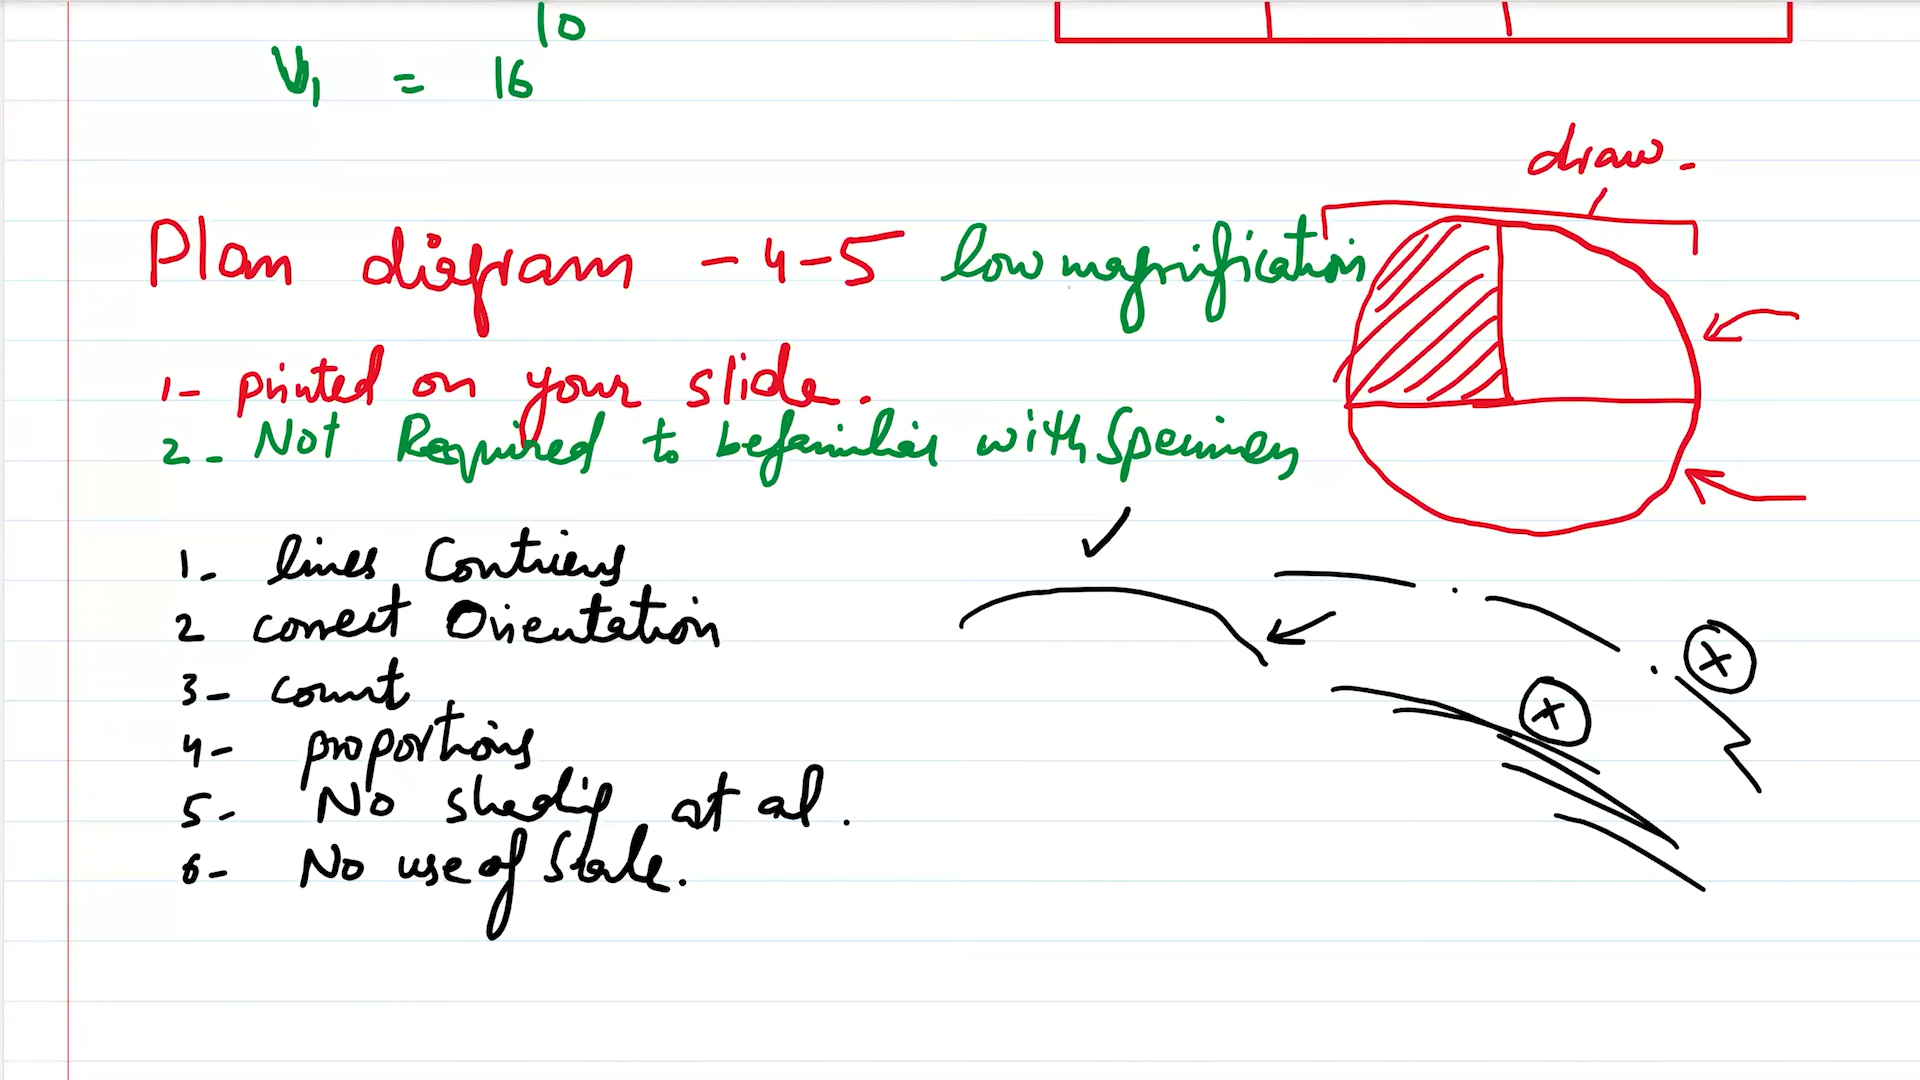 10
V₁ = 16
draw.
Plan diagram - 4-5 low magnification
1- printed on your slide.
2- Not Required to be familiar with Specimen
1- lines
2 correct Orientation
3- count
4- proportions
5- No shading at al.
6- No use of Scale.
x
x